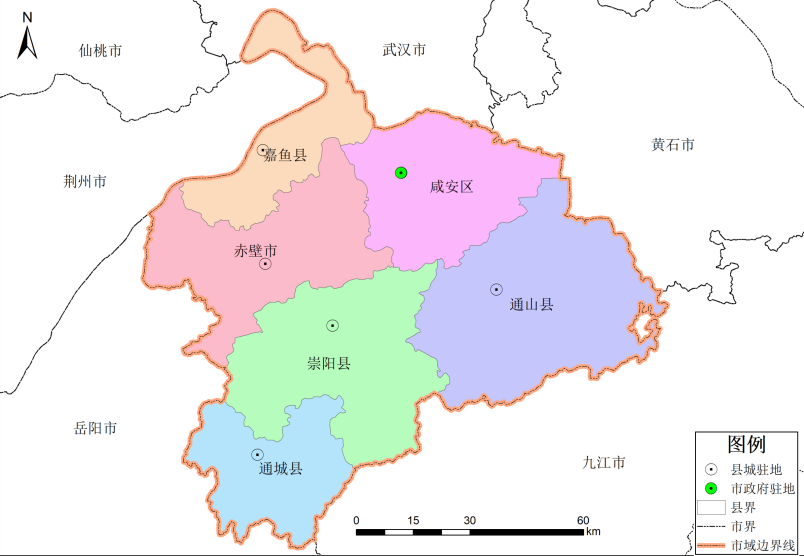 N
仙桃市
武汉市
黄石市
嘉鱼县
荆州市
咸安区
赤壁市
通山县
崇阳县
岳阳市
通城县
九江市
图例
县城驻地
市政府驻地
县界
市界
市域边界线
0 15 30 60
km